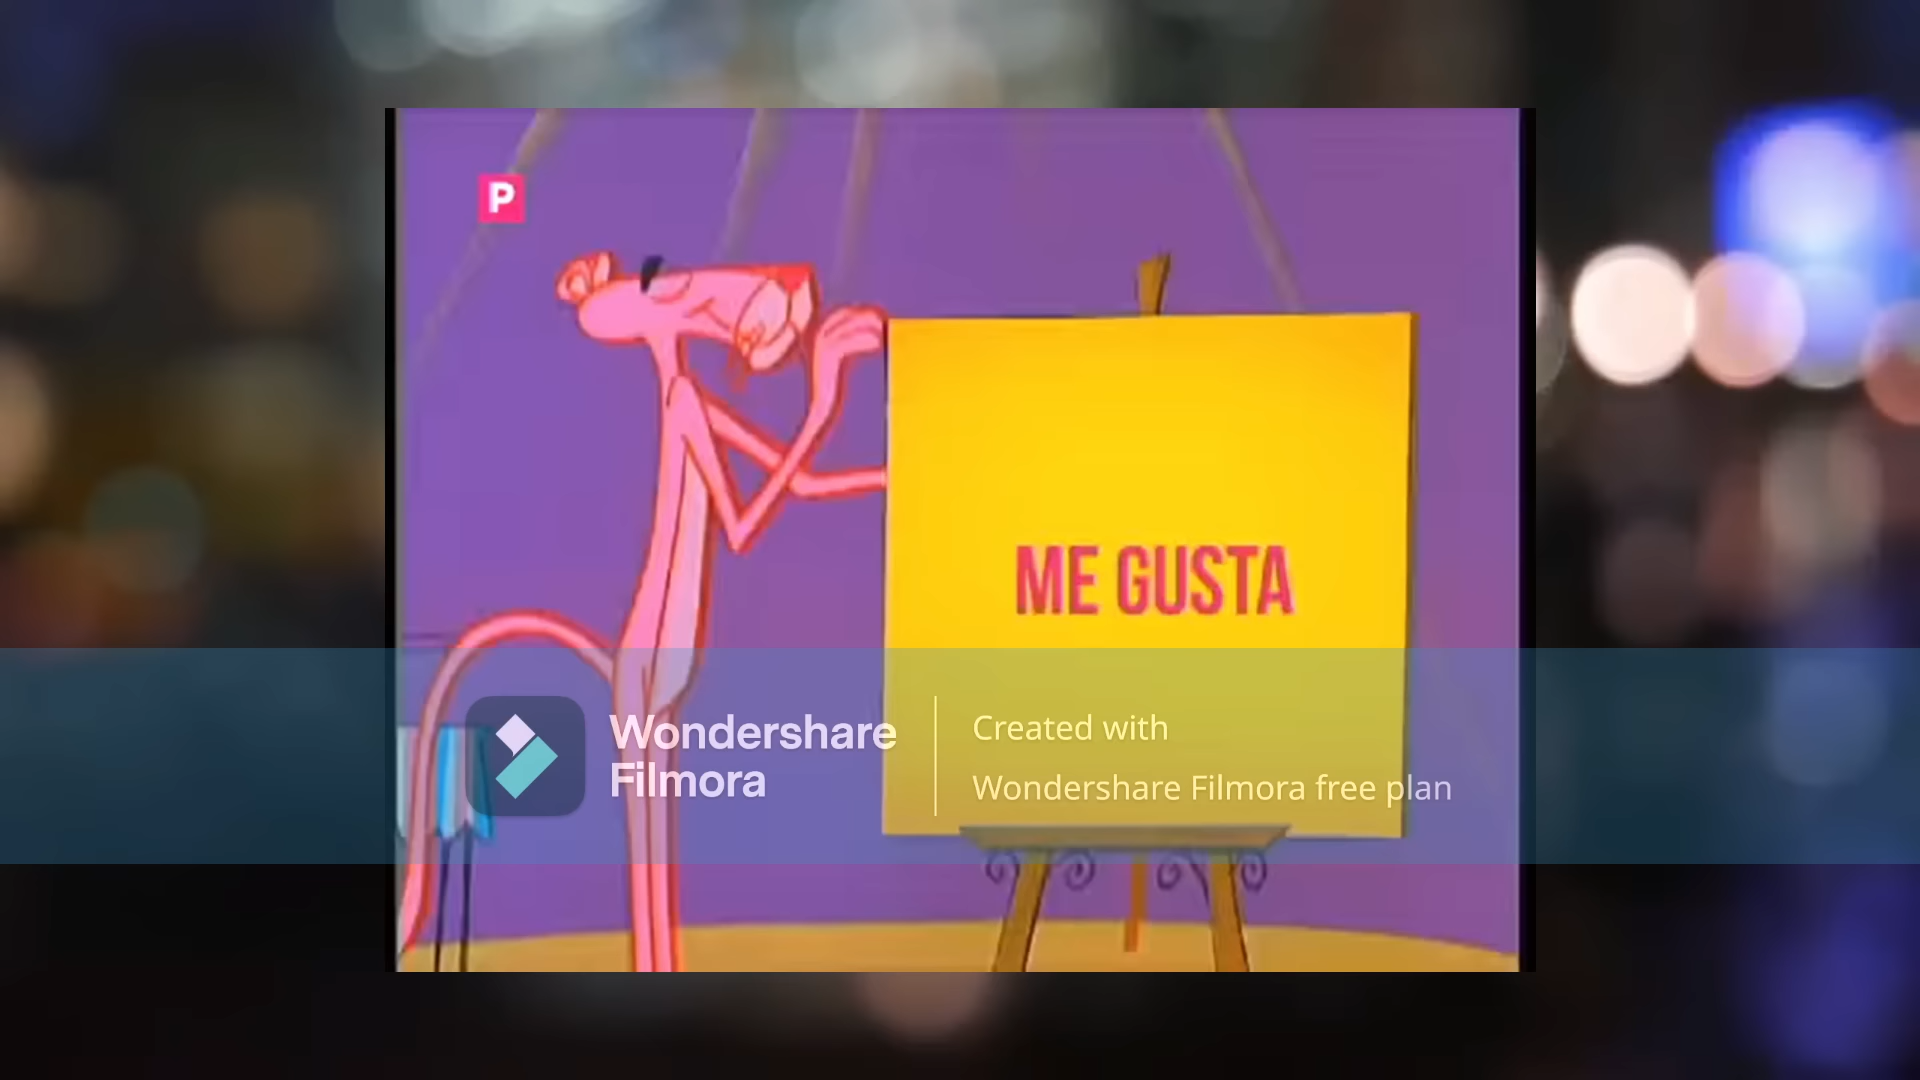 P
ME GUSTA
Wondershare
Filmora
Created with
Wondershare Filmora free plan